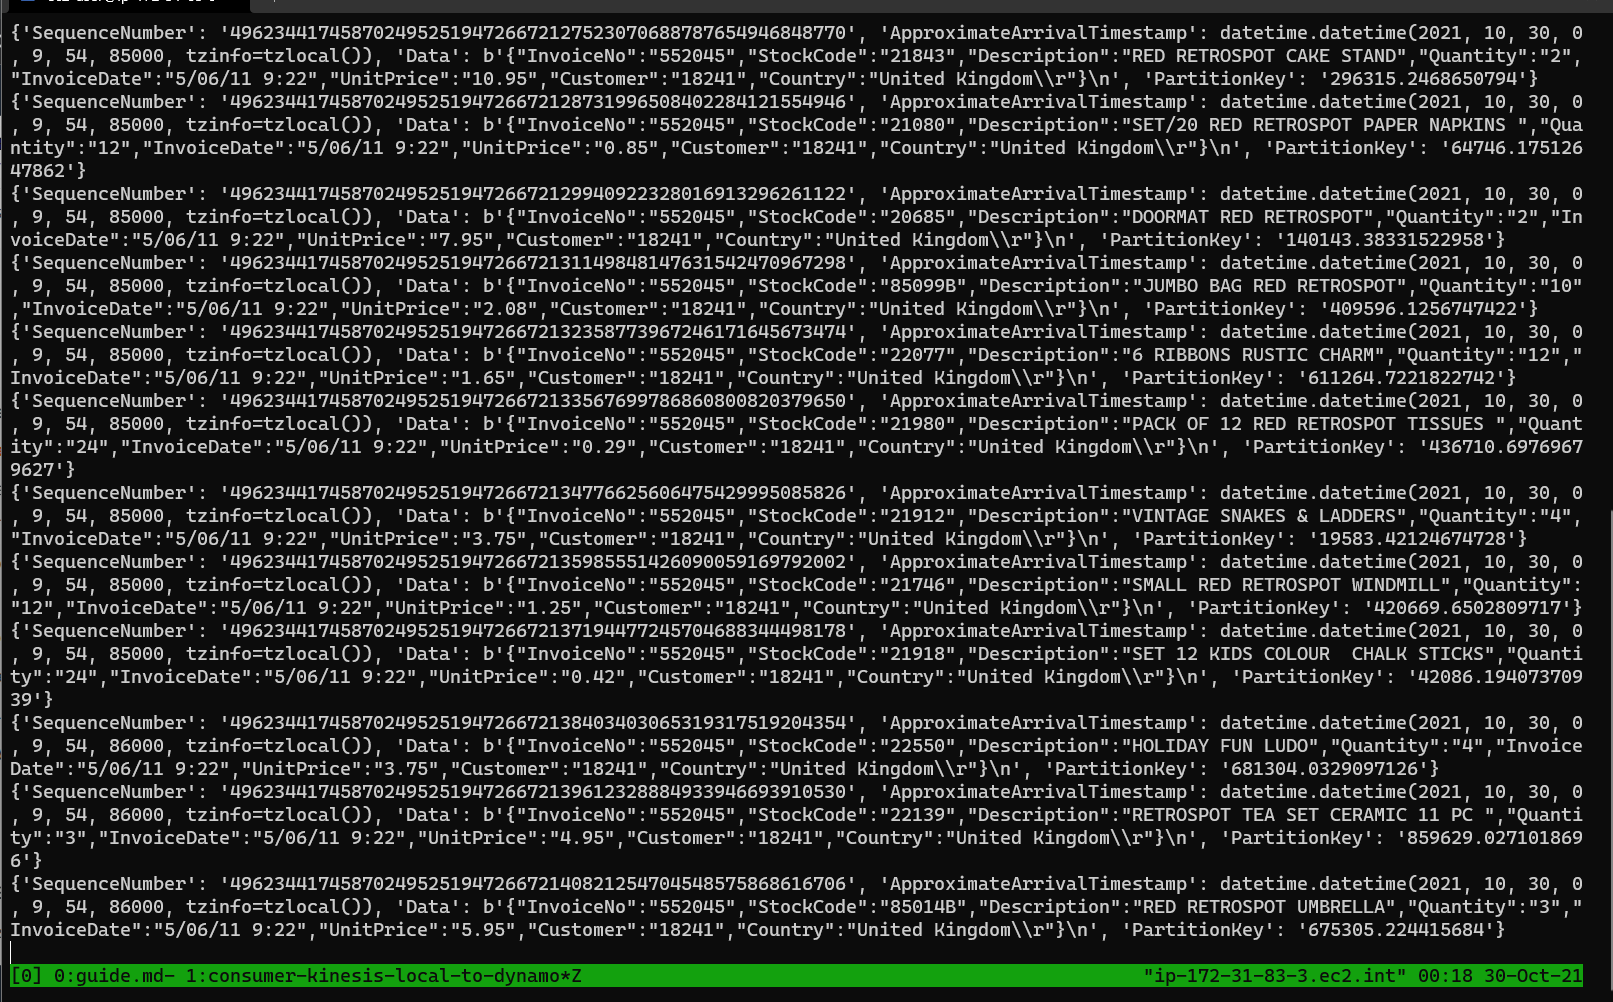 {'SequenceNumber': '49623441745870249525194726672127523070688787654946848770', 'ApproximateArrivalTimestamp': datetime.datetime(2021, 10, 30, 0
, 9, 54, 85000, tzinfo=tzlocal()), 'Data': b'{"InvoiceNo":"552045","StockCode":"21843","Description":"RED RETROSPOT CAKE STAND","Quantity":"2",
"InvoiceDate":"5/06/11 9:22","UnitPrice":"10.95","Customer":"18241","Country":"United Kingdom\\r"}\n', 'PartitionKey': '296315.2468650794'}
{'SequenceNumber': '49623441745870249525194726672128731996508402284121554946', 'ApproximateArrivalTimestamp': datetime.datetime(2021, 10, 30, 0
, 9, 54, 85000, tzinfo=tzlocal()), 'Data': b'{"InvoiceNo":"552045","StockCode":"21080","Description":"SET/20 RED RETROSPOT PAPER NAPKINS ","Qua
ntity":"12","InvoiceDate":"5/06/11 9:22","UnitPrice":"0.85","Customer":"18241","Country":"United Kingdom\\r"}\n', 'PartitionKey': '64746.175126
47862'}
{'SequenceNumber': '49623441745870249525194726672129940922328016913296261122', 'ApproximateArrivalTimestamp': datetime.datetime(2021, 10, 30, 0
, 9, 54, 85000, tzinfo=tzlocal()), 'Data': b'{"InvoiceNo":"552045","StockCode":"20685","Description":"DOORMAT RED RETROSPOT","Quantity":"2","In
voiceDate":"5/06/11 9:22","UnitPrice":"7.95","Customer":"18241","Country":"United Kingdom\\r"}\n', 'PartitionKey': '140143.38331522958'}
{'SequenceNumber': '49623441745870249525194726672131149848147631542470967298', 'ApproximateArrivalTimestamp': datetime.datetime(2021, 10, 30, 0
, 9, 54, 85000, tzinfo=tzlocal()), 'Data': b'{"InvoiceNo":"552045","StockCode":"85099B","Description":"JUMBO BAG RED RETROSPOT","Quantity":"10"
,"InvoiceDate":"5/06/11 9:22","UnitPrice":"2.08","Customer":"18241","Country":"United Kingdom\\r"}\n', 'PartitionKey': '409596.1256747422'}
{'SequenceNumber': '49623441745870249525194726672132358773967246171645673474', 'ApproximateArrivalTimestamp': datetime.datetime(2021, 10, 30, 0
, 9, 54, 85000, tzinfo=tzlocal()), 'Data': b'{"InvoiceNo":"552045","StockCode":"22077","Description":"6 RIBBONS RUSTIC CHARM","Quantity":"12","
InvoiceDate":"5/06/11 9:22","UnitPrice":"1.65","Customer":"18241","Country":"United Kingdom\\r"}\n', 'PartitionKey': '611264.7221822742'}
{'SequenceNumber': '49623441745870249525194726672133567699786860800820379650', 'ApproximateArrivalTimestamp': datetime.datetime(2021, 10, 30, 0
, 9, 54, 85000, tzinfo=tzlocal()), 'Data': b'{"InvoiceNo":"552045","StockCode":"21980","Description":"PACK OF 12 RED RETROSPOT TISSUES ","Quant
ity":"24","InvoiceDate":"5/06/11 9:22","UnitPrice":"0.29","Customer":"18241","Country":"United Kingdom\\r"}\n', 'PartitionKey': '436710.6976967
9627'}
{'SequenceNumber': '49623441745870249525194726672134776625606475429995085826', 'ApproximateArrivalTimestamp': datetime.datetime(2021, 10, 30, 0
, 9, 54, 85000, tzinfo=tzlocal()), 'Data': b'{"InvoiceNo":"552045","StockCode":"21912","Description":"VINTAGE SNAKES & LADDERS","Quantity":"4",
"InvoiceDate":"5/06/11 9:22","UnitPrice":"3.75","Customer":"18241","Country":"United Kingdom\\r"}\n', 'PartitionKey': '19583.42124674728'}
{'SequenceNumber': '49623441745870249525194726672135985551426090059169792002', 'ApproximateArrivalTimestamp': datetime.datetime(2021, 10, 30, 0
, 9, 54, 85000, tzinfo=tzlocal()), 'Data': b'{"InvoiceNo":"552045","StockCode":"21746","Description":"SMALL RED RETROSPOT WINDMILL","Quantity":
"12","InvoiceDate":"5/06/11 9:22","UnitPrice":"1.25","Customer":"18241","Country":"United Kingdom\\r"}\n', 'PartitionKey': '420669.6502809717'}
{'SequenceNumber': '49623441745870249525194726672137194477245704688344498178', 'ApproximateArrivalTimestamp': datetime.datetime(2021, 10, 30, 0
, 9, 54, 85000, tzinfo=tzlocal()), 'Data': b'{"InvoiceNo":"552045","StockCode":"21918","Description":"SET 12 KIDS COLOUR  CHALK STICKS","Quanti
ty":"24","InvoiceDate":"5/06/11 9:22","UnitPrice":"0.42","Customer":"18241","Country":"United Kingdom\\r"}\n', 'PartitionKey': '42086.194073709
39'}
{'SequenceNumber': '49623441745870249525194726672138403403065319317519204354', 'ApproximateArrivalTimestamp': datetime.datetime(2021, 10, 30, 0
, 9, 54, 86000, tzinfo=tzlocal()), 'Data': b'{"InvoiceNo":"552045","StockCode":"22550","Description":"HOLIDAY FUN LUDO","Quantity":"4","Invoice
Date":"5/06/11 9:22","UnitPrice":"3.75","Customer":"18241","Country":"United Kingdom\\r"}\n', 'PartitionKey': '681304.0329097126'}
{'SequenceNumber': '49623441745870249525194726672139612328884933946693910530', 'ApproximateArrivalTimestamp': datetime.datetime(2021, 10, 30, 0
, 9, 54, 86000, tzinfo=tzlocal()), 'Data': b'{"InvoiceNo":"552045","StockCode":"22139","Description":"RETROSPOT TEA SET CERAMIC 11 PC ","Quanti
ty":"3","InvoiceDate":"5/06/11 9:22","UnitPrice":"4.95","Customer":"18241","Country":"United Kingdom\\r"}\n', 'PartitionKey': '859629.027101869
6'}
{'SequenceNumber': '49623441745870249525194726672140821254704548575868616706', 'ApproximateArrivalTimestamp': datetime.datetime(2021, 10, 30, 0
, 9, 54, 86000, tzinfo=tzlocal()), 'Data': b'{"InvoiceNo":"552045","StockCode":"85014B","Description":"RED RETROSPOT UMBRELLA","Quantity":"3","
InvoiceDate":"5/06/11 9:22","UnitPrice":"5.95","Customer":"18241","Country":"United Kingdom\\r"}\n', 'PartitionKey': '675305.224415684'}
[0] 0:guide.md- 1:consumer-kinesis-local-to-dynamo*Z "ip-172-31-83-3.ec2.int" 00:18 30-Oct-21